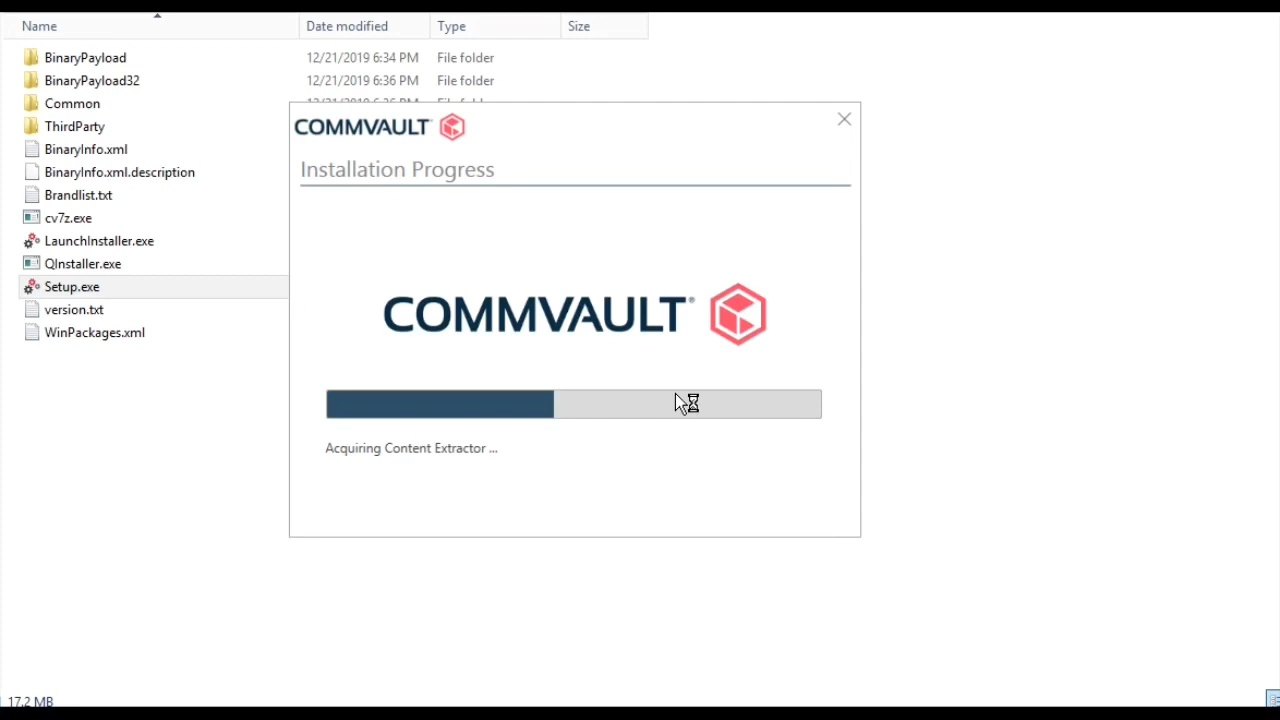 Name Date modified Type Size
BinaryPayload 12/21/2019 6:34 PM File folder
BinaryPayload32 12/21/2019 6:36 PM File folder
Common
ThirdParty
BinaryInfo.xml
BinaryInfo.xml.description
Brandlist.txt
cv7z.exe
LaunchInstaller.exe
QInstaller.exe
Setup.exe
version.txt
WinPackages.xml
COMMVAULT
Installation Progress
COMMVAULT®
Acquiring Content Extractor ...
17.2 MB